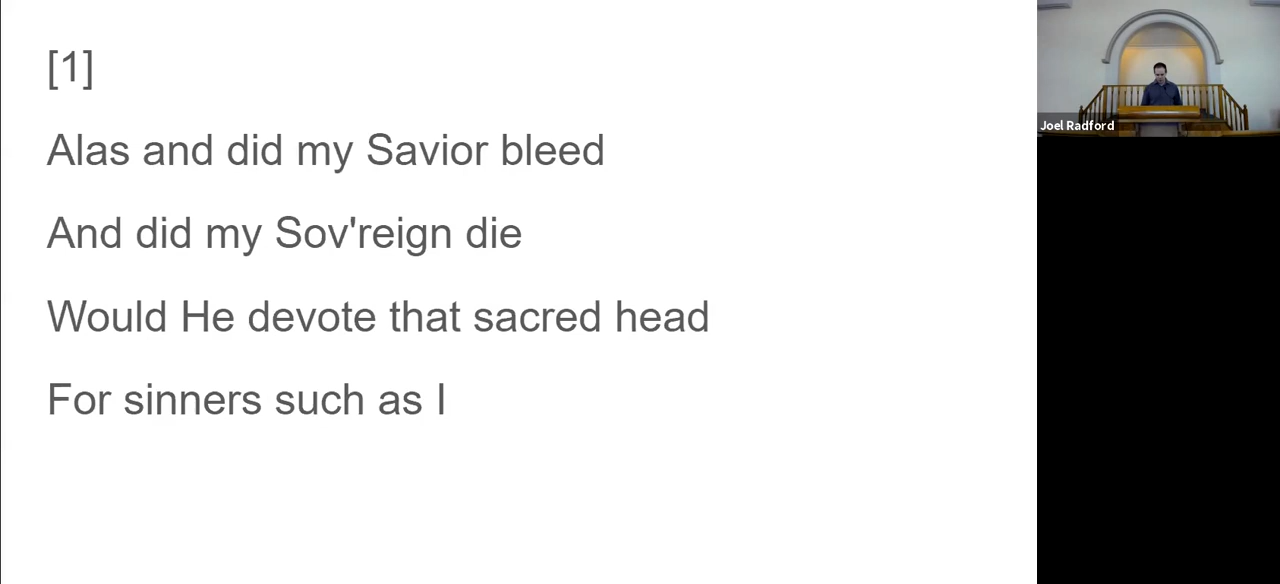 [1]
Alas and did my Savior bleed
And did my Sov'reign die
Would He devote that sacred head
For sinners such as I
Joel Radford